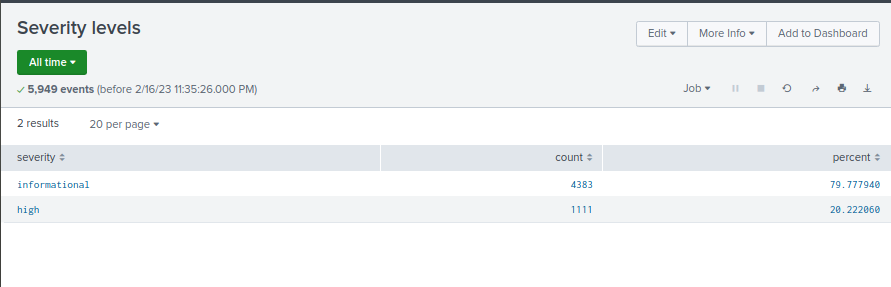 Severity levels
Edit More Info Add to Dashboard
All time
5,949 events (before 2/16/23 11:35:26.000 PM)
Job
2 results 20 per page
severity count percent
informational 4383 79.777940
high 1111 20.222060